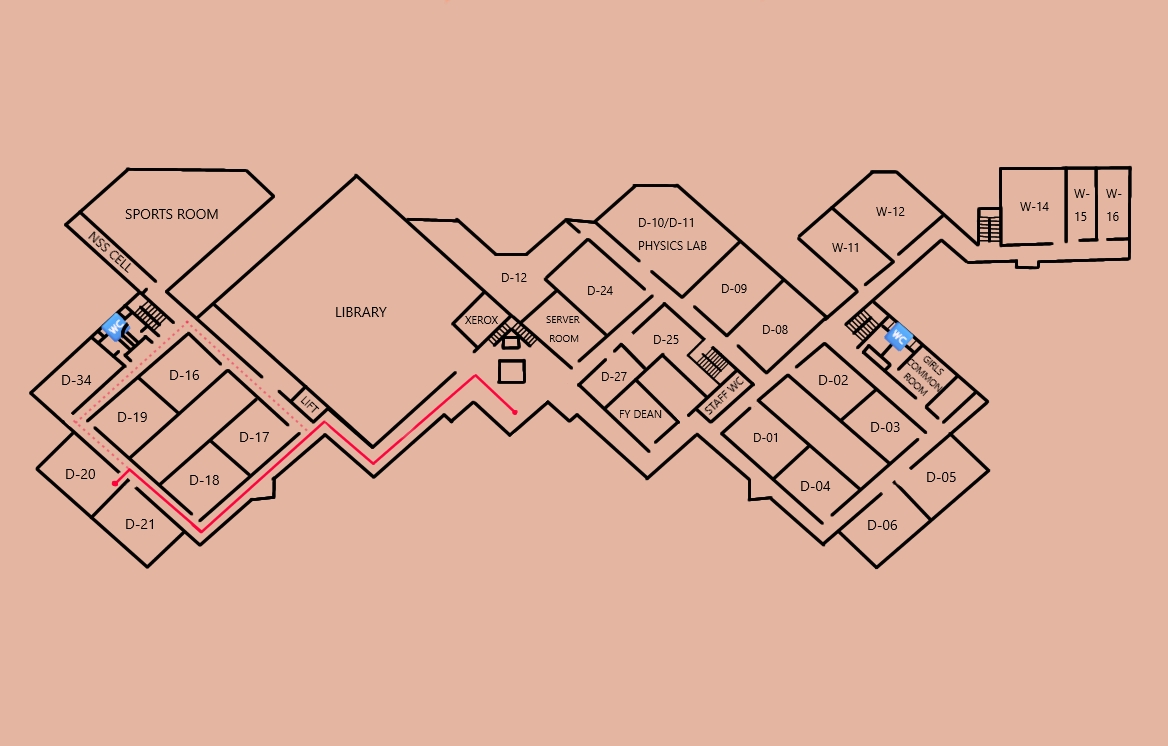 SPORTS ROOM
NSS CELL
WC
D-34
D-16
D-19
D-17
D-18
D-20
D-21
LIFT
LIBRARY
XEROX
D-12
SERVER
ROOM
D-24
D-10/D-11
PHYSICS LAB
D-09
D-08
D-25
D-27
FY DEAN
STAFF WC
D-01
D-02
D-03
D-04
D-05
D-06
WC
GIRLS
COMMON
ROOM
W-11
W-12
W-14
W-
15
W-
16